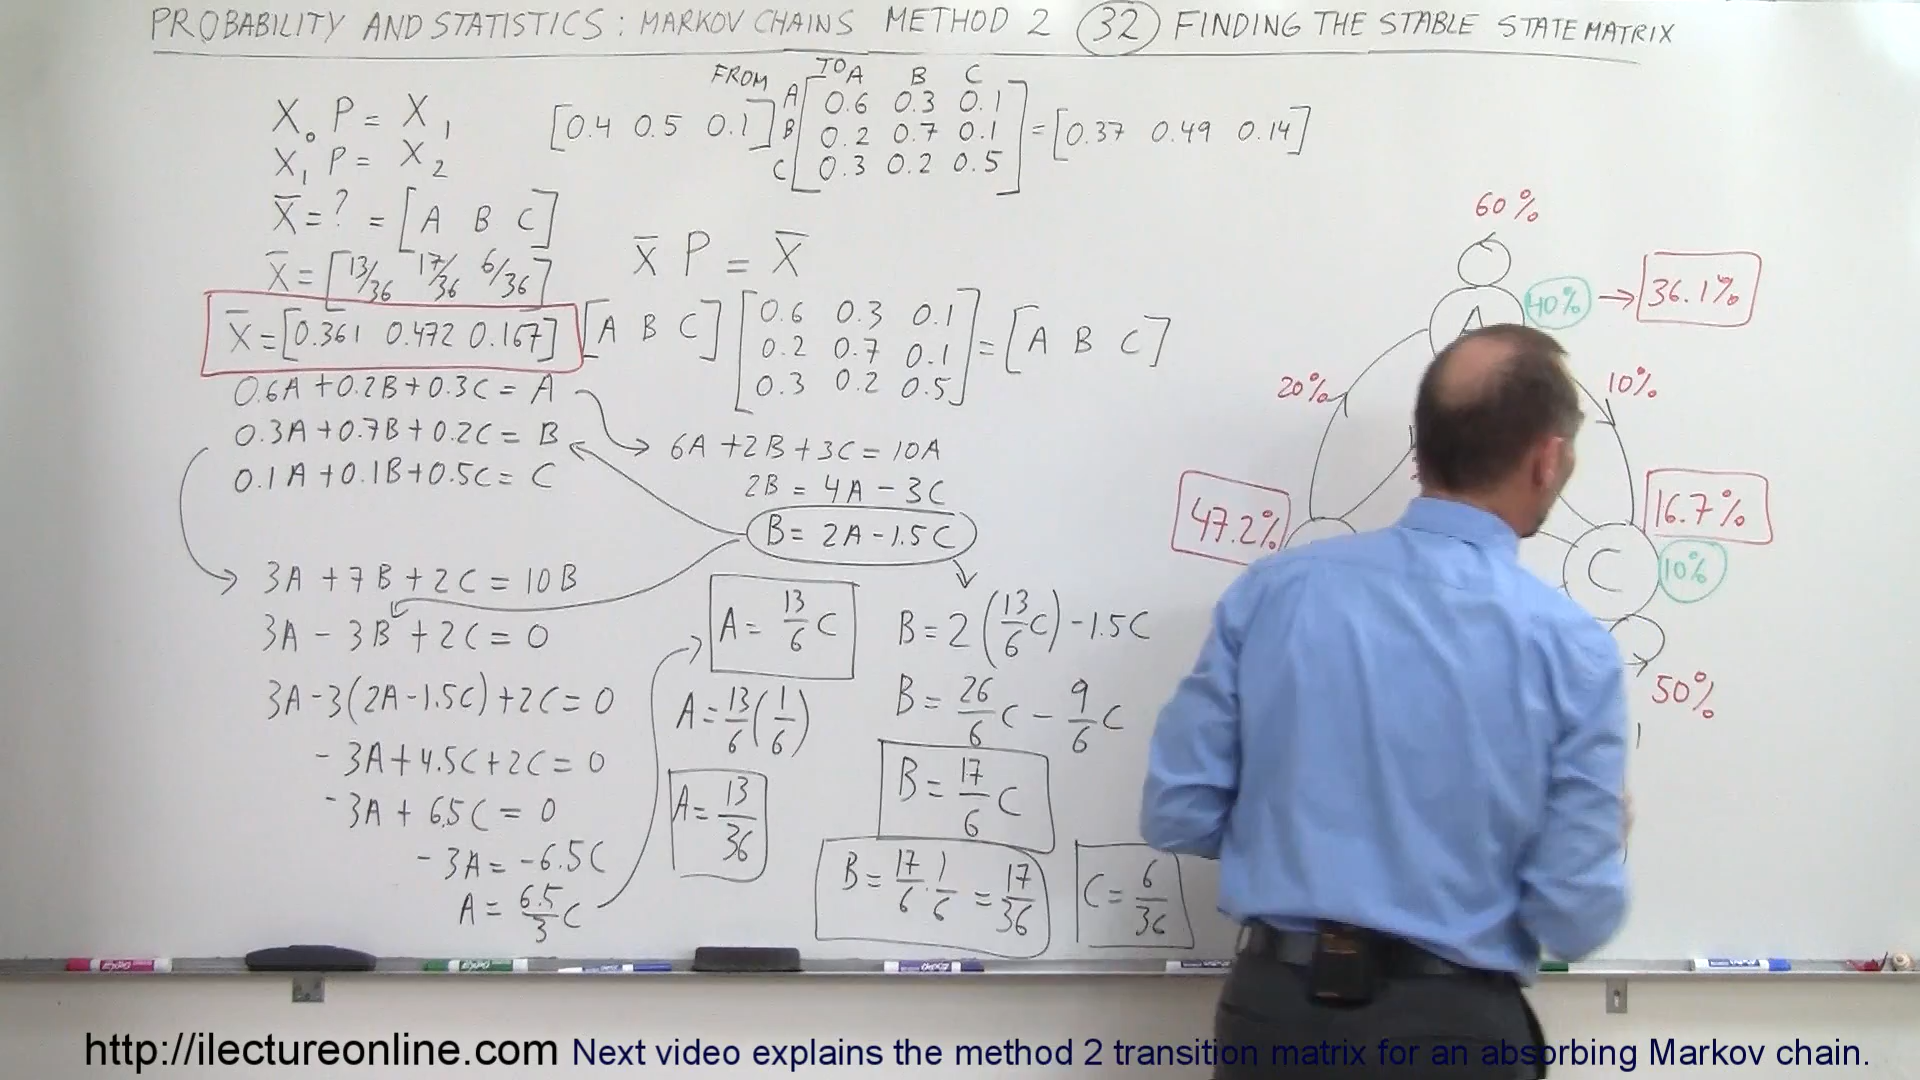 PROBABILITY AND STATISTICS: MARKOV CHAINS METHOD 2 (32) FINDING THE STABLE STATE MATRIX
X₀ P = X₁
X₁ P = X₂
X̅ = ? = [A B C]
X̅ = [13/36 17/36 6/36]
X̅ = [0.361 0.472 0.167]
0.6A + 0.2B + 0.3C = A
0.3A + 0.7B + 0.2C = B
0.1A + 0.1B + 0.5C = C
3A + 7B + 2C = 10B
3A - 3B + 2C = 0
3A - 3(2A - 1.5C) + 2C = 0
-3A + 4.5C + 2C = 0
-3A + 6.5C = 0
-3A = -6.5C
A = 6.5/3 C
FROM TO A B C
[0.4 0.5 0.1] A [0.6 0.3 0.1] = [0.37 0.49 0.14]
B 0.2 0.7 0.1
C 0.3 0.2 0.5
X̅ P = X̅
[A B C] [0.6 0.3 0.1] = [A B C]
0.2 0.7 0.1
0.3 0.2 0.5
6A + 2B + 3C = 10A
2B = 4A - 3C
B = 2A - 1.5C
A = 13/6 C
A = 13/6 (1/6)
A = 13/36
B = 2 (13/6 C) - 1.5C
B = 26/6 C - 9/6 C
B = 17/6 C
B = 17/6 · 1/6 = 17/36
C = 6/36
60%
40% → 36.1%
A
20%
10%
47.2%
16.7%
C
10%
50%
EXPO
http://ilectureonline.com Next video explains the method 2 transition matrix for an absorbing Markov chain.